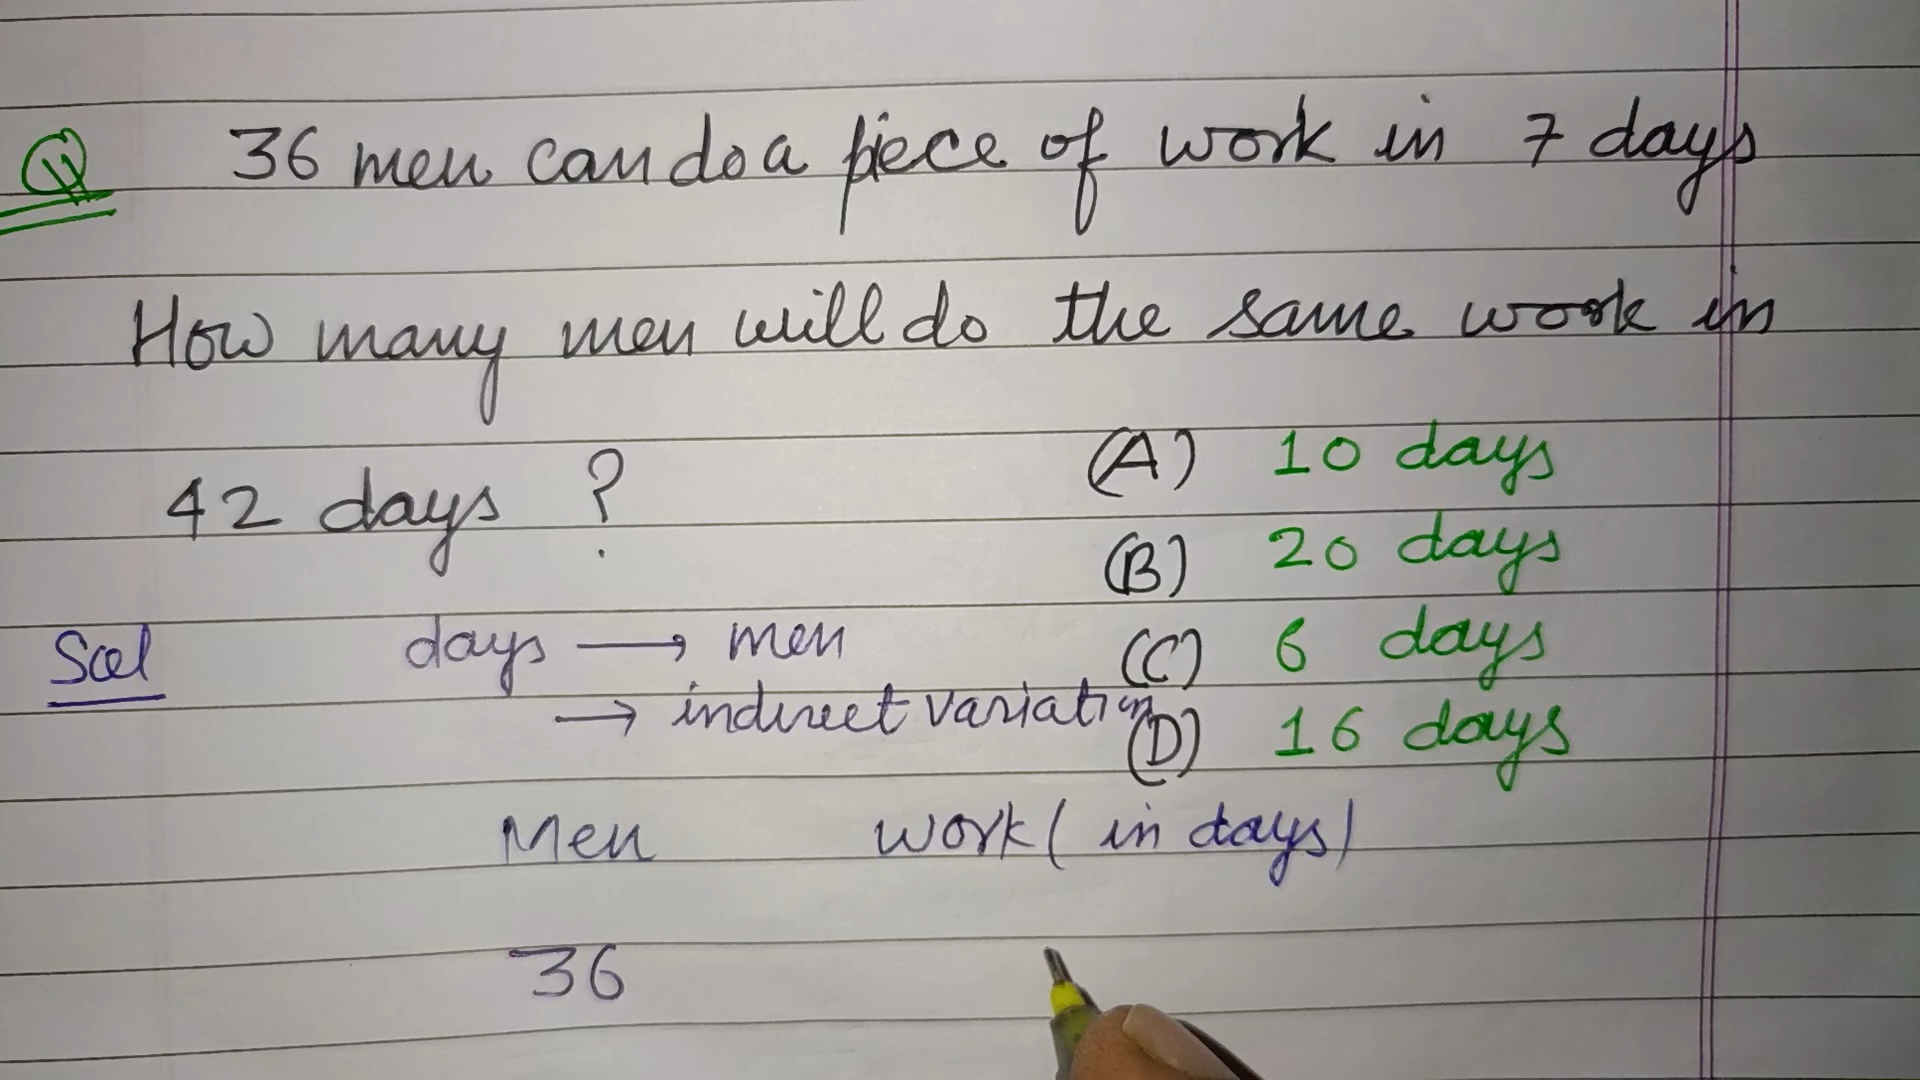 Q 36 men can do a piece of work in 7 days
How many men will do the same work in
42 days ?
(A) 10 days
(B) 20 days
(C) 6 days
(D) 16 days
Sol days → men
→ indirect variation
Men work (in days)
36